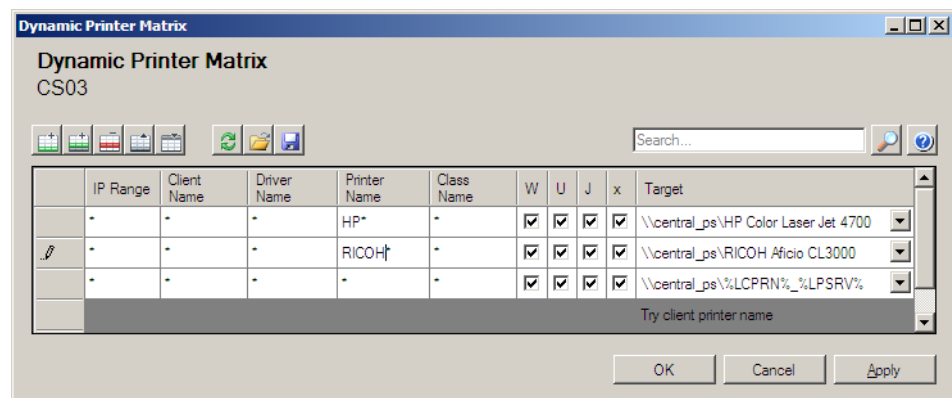 Dynamic Printer Matrix
Dynamic Printer Matrix
CS03
Search...
IP Range Client Name Driver Name Printer Name Class Name W U J x Target
* * * HP* * \\central_ps\HP Color Laser Jet 4700
* * * RICOH* * \\central_ps\RICOH Aficio CL3000
* * * * * \\central_ps\%LCPRN%_%LPSRV%
Try client printer name
OK Cancel Apply